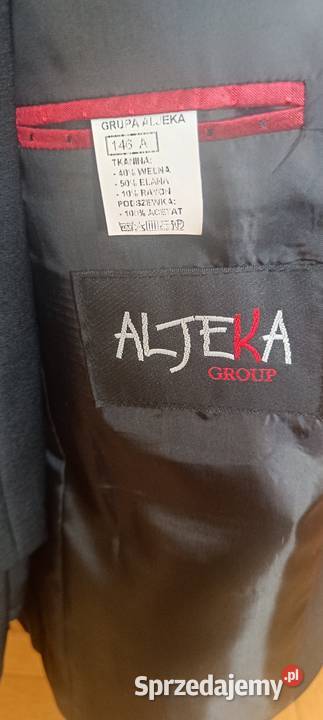 GRUPA ALJEKA
146 A
TKANINA:
- 40% WEŁNA
- 50% ELANA
- 10% RAYON
PODSZEWKA:
- 100% ACETAT
ALJEKA
GROUP
Sprzedajemy.pl